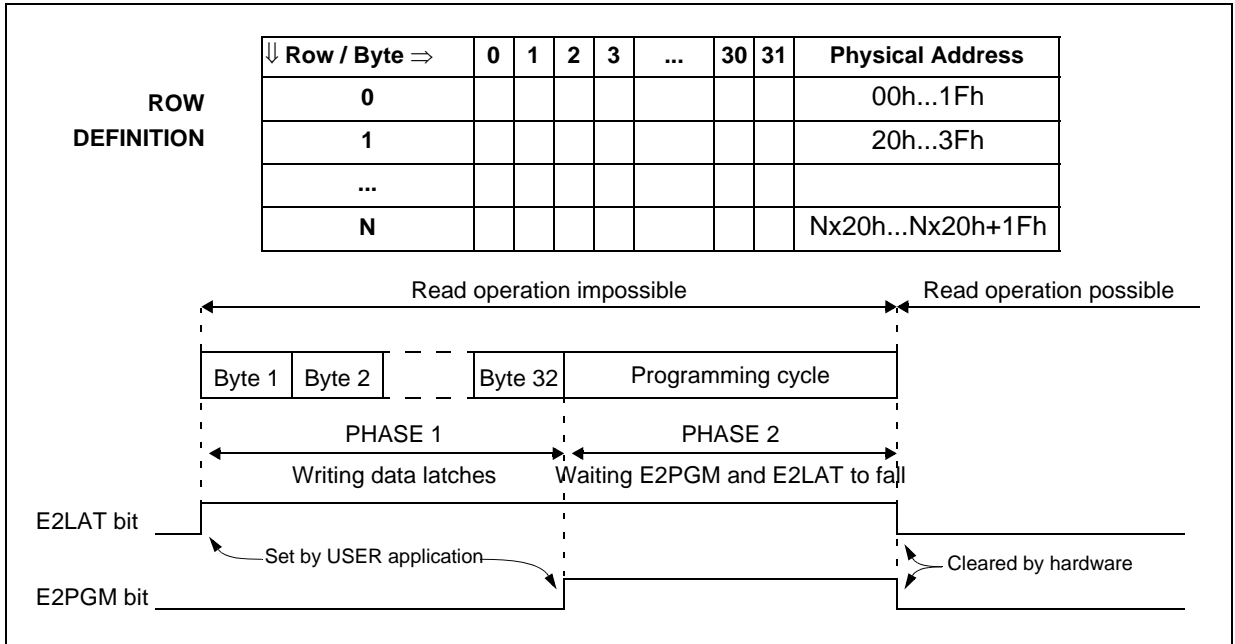 ⇓ Row / Byte ⇒ 0 1 2 3 ... 30 31 Physical Address
ROW DEFINITION
0 00h...1Fh
1 20h...3Fh
...
N Nx20h...Nx20h+1Fh
Read operation impossible Read operation possible
Byte 1 Byte 2 Byte 32 Programming cycle
PHASE 1 PHASE 2
Writing data latches Waiting E2PGM and E2LAT to fall
E2LAT bit
Set by USER application Cleared by hardware
E2PGM bit